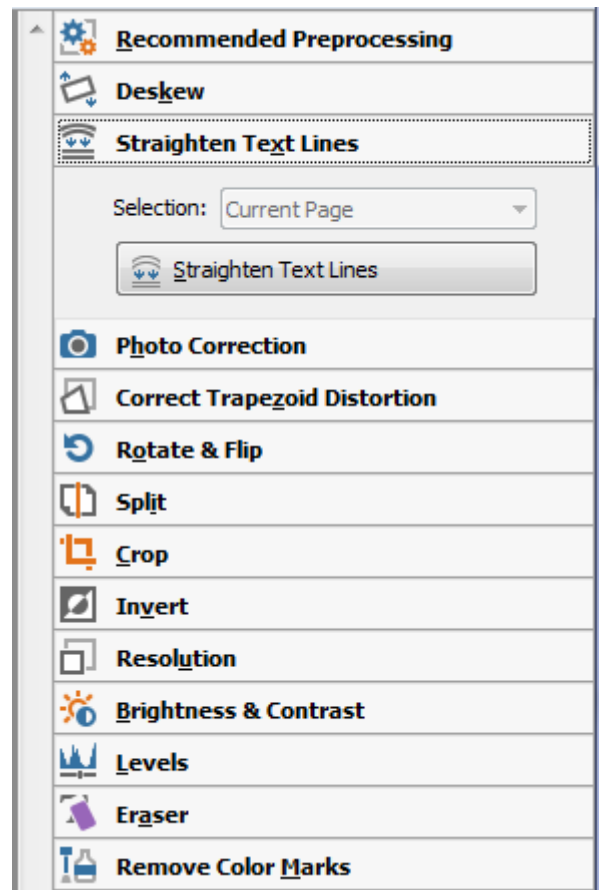 Recommended Preprocessing
Deskew
Straighten Text Lines
Selection: Current Page
Straighten Text Lines
Photo Correction
Correct Trapezoid Distortion
Rotate & Flip
Split
Crop
Invert
Resolution
Brightness & Contrast
Levels
Eraser
Remove Color Marks